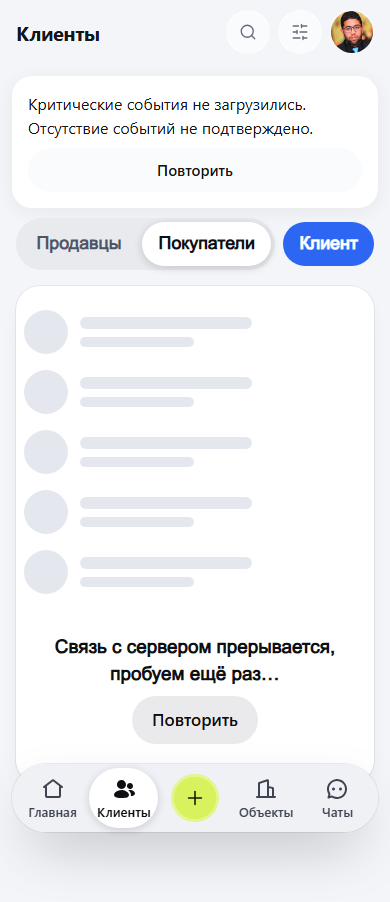 Клиенты
Критические события не загрузились.
Отсутствие событий не подтверждено.
Повторить
Продавцы
Покупатели
Клиент
Связь с сервером прерывается,
пробуем ещё раз…
Повторить
Главная
Клиенты
Объекты
Чаты